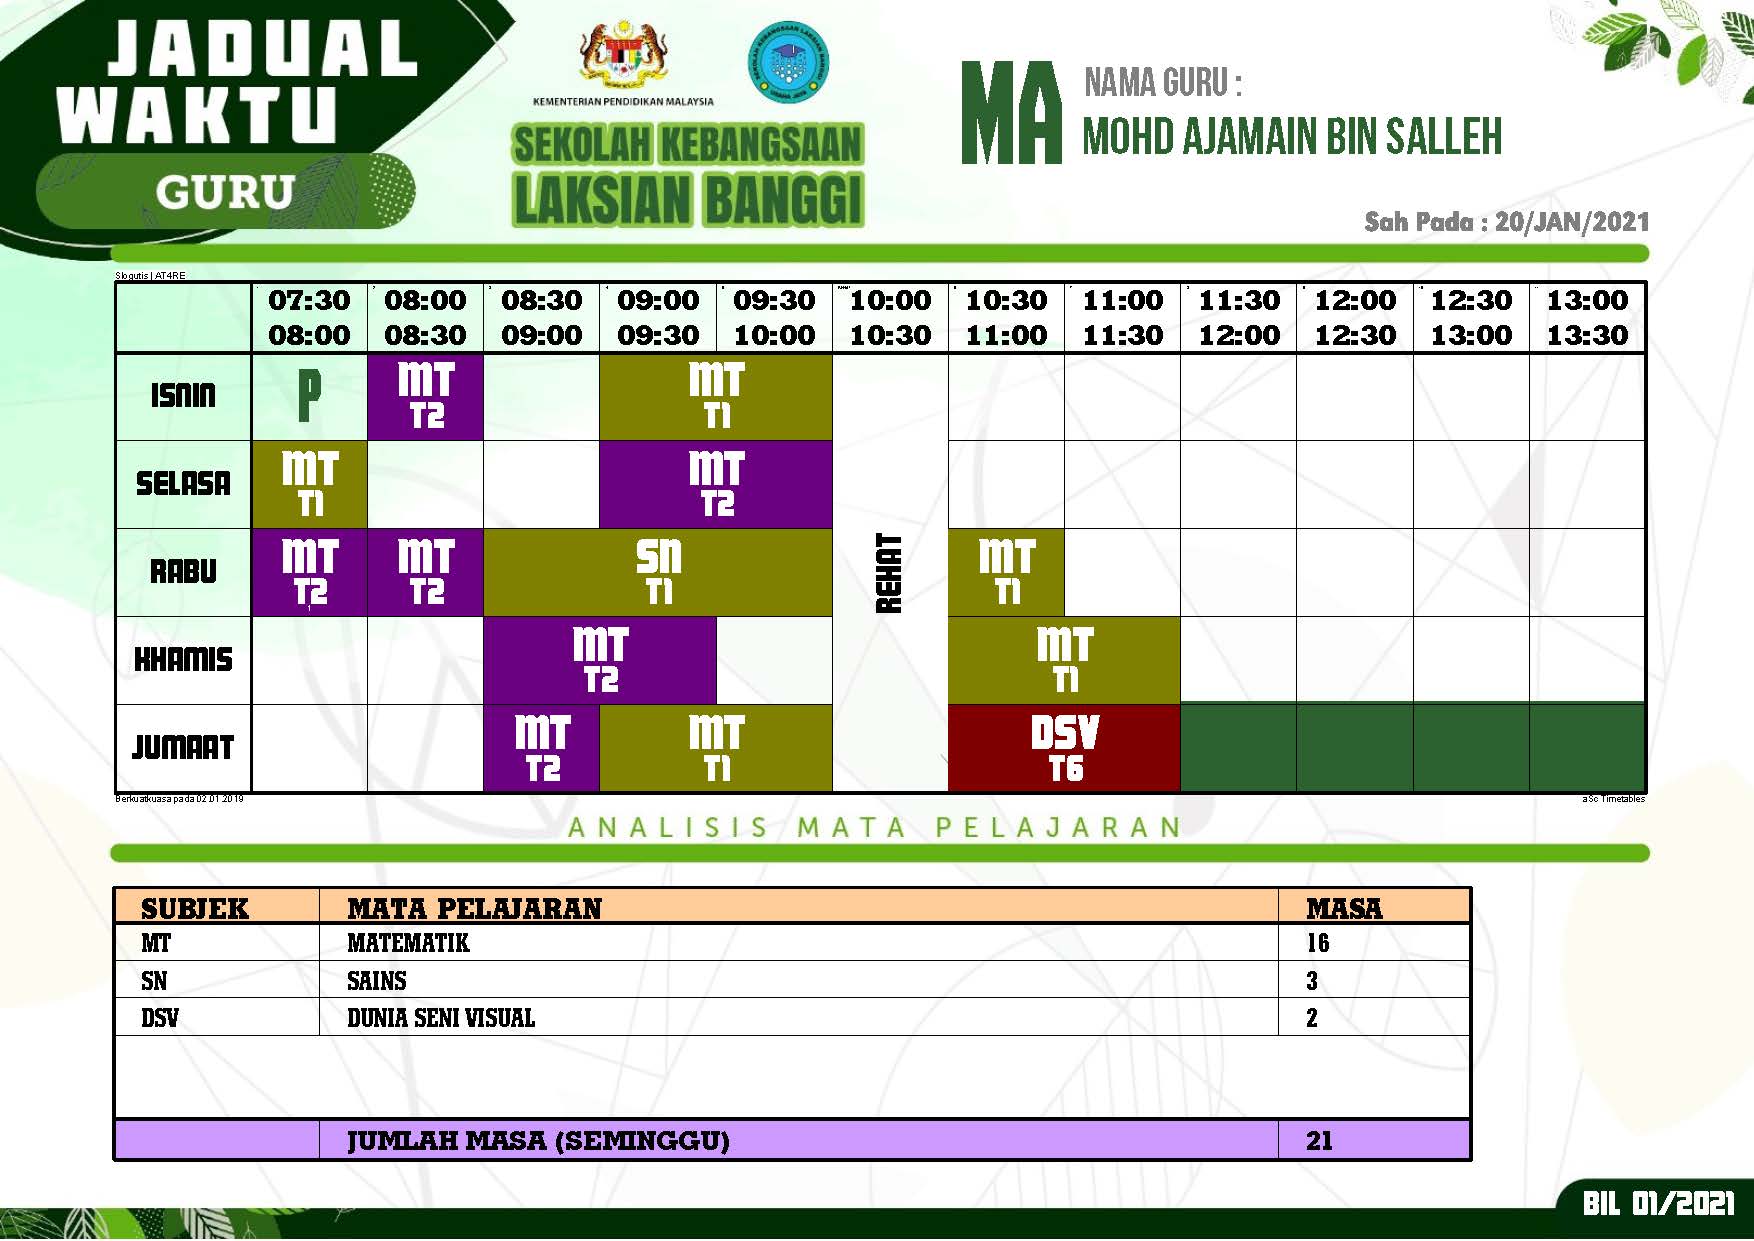 JADUAL
WAKTU
GURU
KEMENTERIAN PENDIDIKAN MALAYSIA
SEKOLAH KEBANGSAAN LAKSIAN BANGGI
USAHA JAYA
SEKOLAH KEBANGSAAN
LAKSIAN BANGGI
MA
NAMA GURU :
MOHD AJAMAIN BIN SALLEH
Sah Pada : 20/JAN/2021
Slogutis | AT4RE
07:30 08:00 08:30 09:00 09:30 10:00 10:30 11:00 11:30 12:00 12:30 13:00
08:00 08:30 09:00 09:30 10:00 10:30 11:00 11:30 12:00 12:30 13:00 13:30
ISNIN P MT MT
T2 T1
SELASA MT MT
T1 T2
REHAT
RABU MT MT SN MT
T2 T2 T1 T1
1
KHAMIS MT MT
T2 T1
JUMAAT MT MT DSV
T2 T1 T6
Berkuatkuasa pada 02.01.2019
aSc Timetables
ANALISIS MATA PELAJARAN
SUBJEK MATA PELAJARAN MASA
MT MATEMATIK 16
SN SAINS 3
DSV DUNIA SENI VISUAL 2
JUMLAH MASA (SEMINGGU) 21
BIL 01/2021